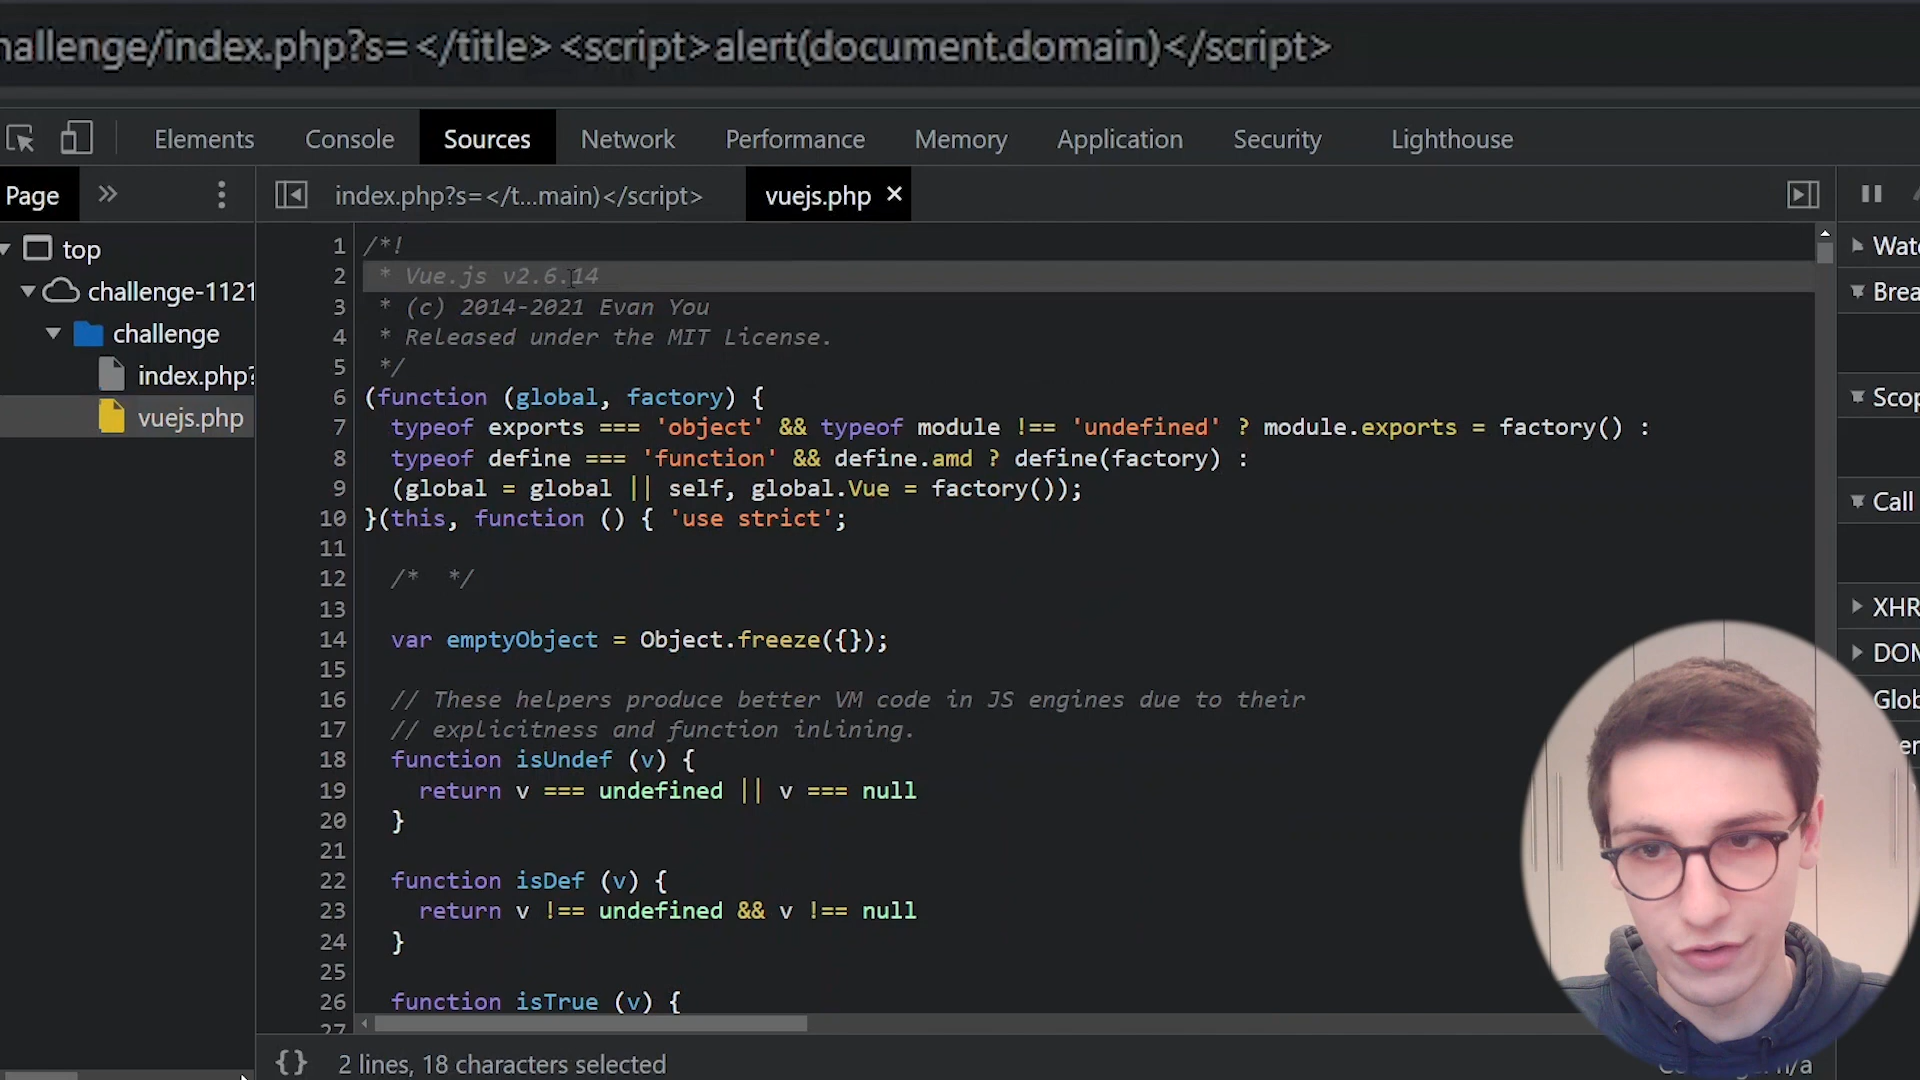 hallenge/index.php?s=</title><script>alert(document.domain)</script>
Elements Console Sources Network Performance Memory Application Security Lighthouse
Page » index.php?s=</t...main)</script> vuejs.php ×
top
challenge-1121
challenge
index.php?
vuejs.php
1 /*!
2 * Vue.js v2.6.14
3 * (c) 2014-2021 Evan You
4 * Released under the MIT License.
5 */
6 (function (global, factory) {
7 typeof exports === 'object' && typeof module !== 'undefined' ? module.exports = factory() :
8 typeof define === 'function' && define.amd ? define(factory) :
9 (global = global || self, global.Vue = factory());
10 }(this, function () { 'use strict';
11
12 /*  */
13
14 var emptyObject = Object.freeze({});
15
16 // These helpers produce better VM code in JS engines due to their
17 // explicitness and function inlining.
18 function isUndef (v) {
19 return v === undefined || v === null
20 }
21
22 function isDef (v) {
23 return v !== undefined && v !== null
24 }
25
26 function isTrue (v) {
27
{} 2 lines, 18 characters selected
Watc
Brea
Scop
Call
XHR
DOM
Glob
n/a